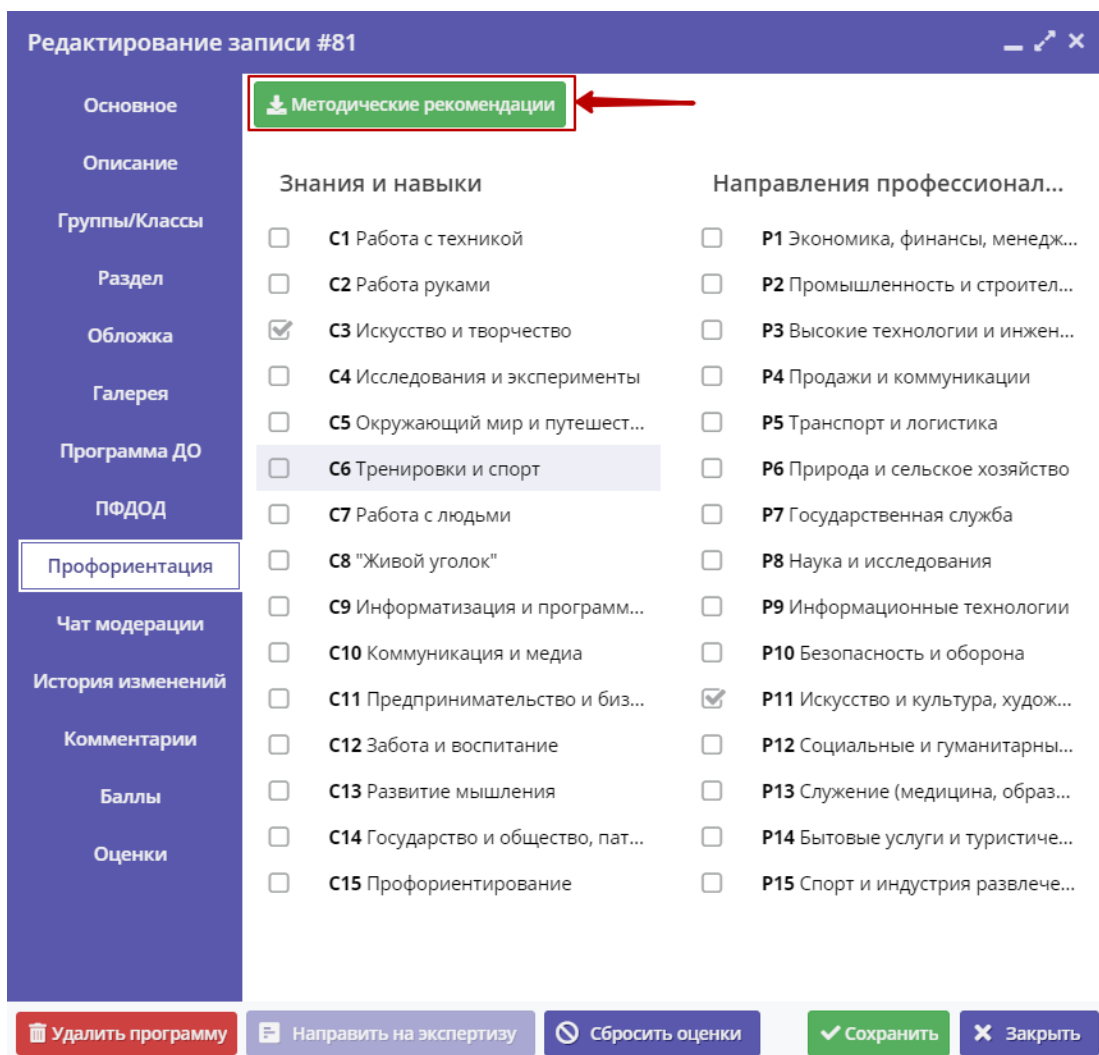 Редактирование записи #81
Основное
Описание
Группы/Классы
Раздел
Обложка
Галерея
Программа ДО
ПФДОД
Профориентация
Чат модерации
История изменений
Комментарии
Баллы
Оценки
Методические рекомендации
Знания и навыки
C1 Работа с техникой
C2 Работа руками
C3 Искусство и творчество
C4 Исследования и эксперименты
C5 Окружающий мир и путешест...
C6 Тренировки и спорт
C7 Работа с людьми
C8 "Живой уголок"
C9 Информатизация и программ...
C10 Коммуникация и медиа
C11 Предпринимательство и биз...
C12 Забота и воспитание
C13 Развитие мышления
C14 Государство и общество, пат...
C15 Профориентирование
Направления профессионал...
P1 Экономика, финансы, менедж...
P2 Промышленность и строител...
P3 Высокие технологии и инжен...
P4 Продажи и коммуникации
P5 Транспорт и логистика
P6 Природа и сельское хозяйство
P7 Государственная служба
P8 Наука и исследования
P9 Информационные технологии
P10 Безопасность и оборона
P11 Искусство и культура, худож...
P12 Социальные и гуманитарны...
P13 Служение (медицина, образ...
P14 Бытовые услуги и туристиче...
P15 Спорт и индустрия развлече...
Удалить программу
Направить на экспертизу
Сбросить оценки
Сохранить
Закрыть